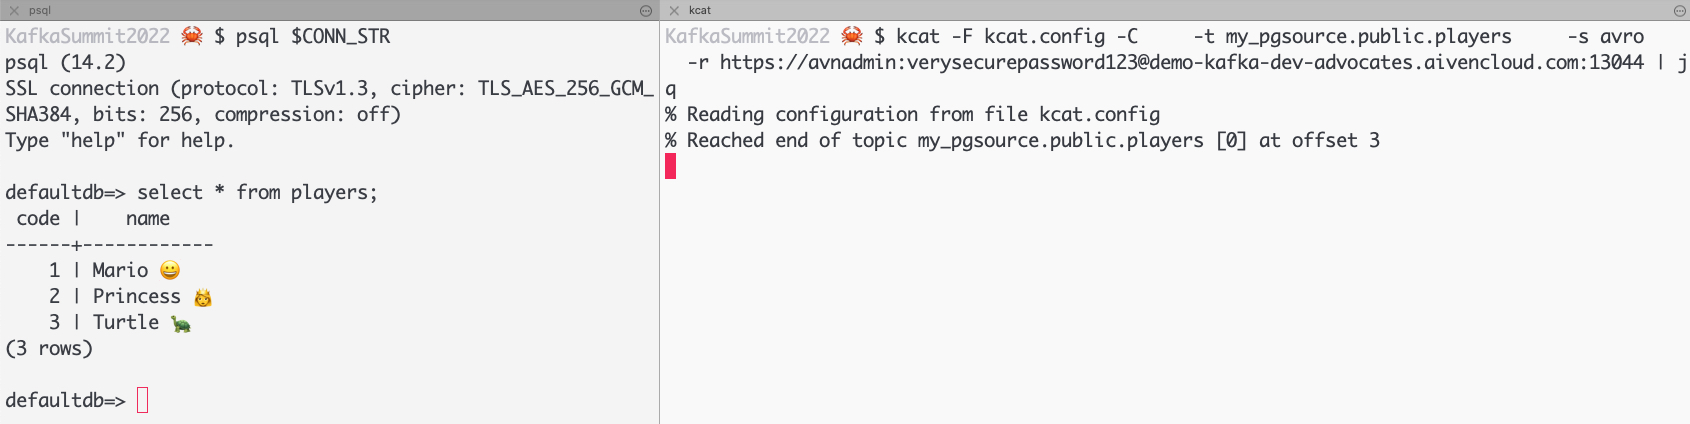 psql
KafkaSummit2022 🦀 $ psql $CONN_STR
psql (14.2)
SSL connection (protocol: TLSv1.3, cipher: TLS_AES_256_GCM_
SHA384, bits: 256, compression: off)
Type "help" for help.
defaultdb=> select * from players;
code | name
------+------------
1 | Mario 😀
2 | Princess 👸
3 | Turtle 🐢
(3 rows)
defaultdb=>
kcat
KafkaSummit2022 🦀 $ kcat -F kcat.config -C     -t my_pgsource.public.players     -s avro
-r https://avnadmin:verysecurepassword123@demo-kafka-dev-advocates.aivencloud.com:13044 | j
q
% Reading configuration from file kcat.config
% Reached end of topic my_pgsource.public.players [0] at offset 3